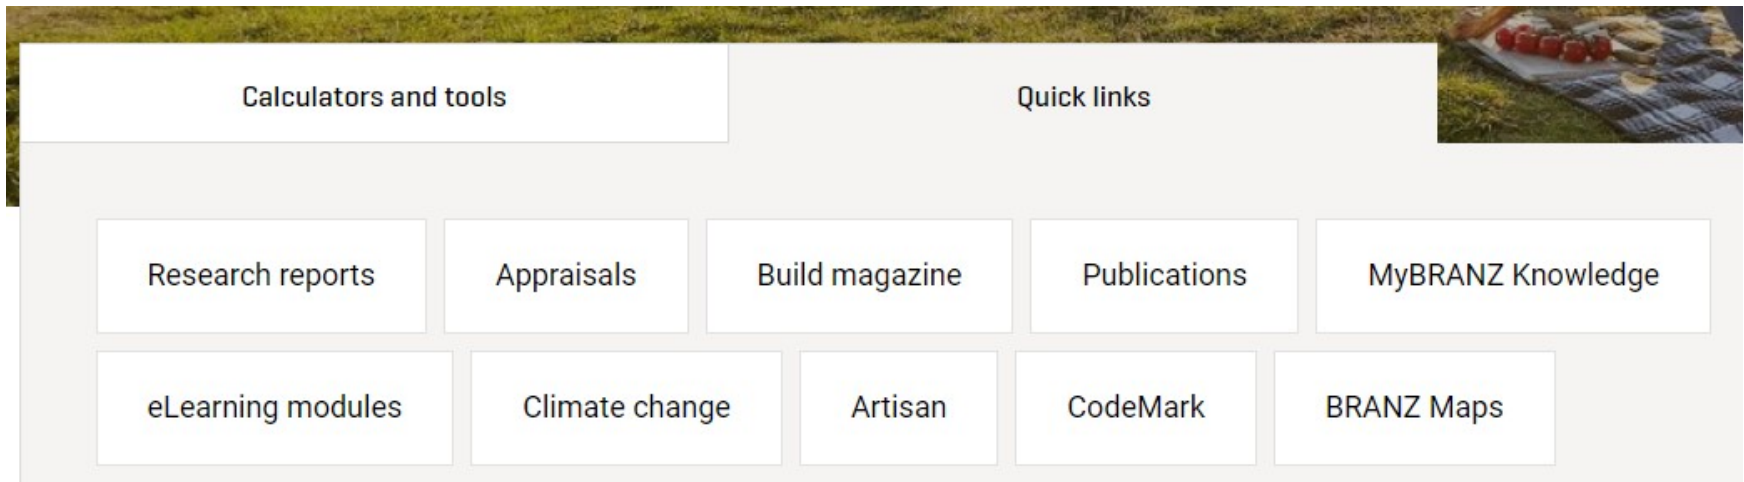 Calculators and tools Quick links
Research reports Appraisals Build magazine Publications MyBRANZ Knowledge
eLearning modules Climate change Artisan CodeMark BRANZ Maps